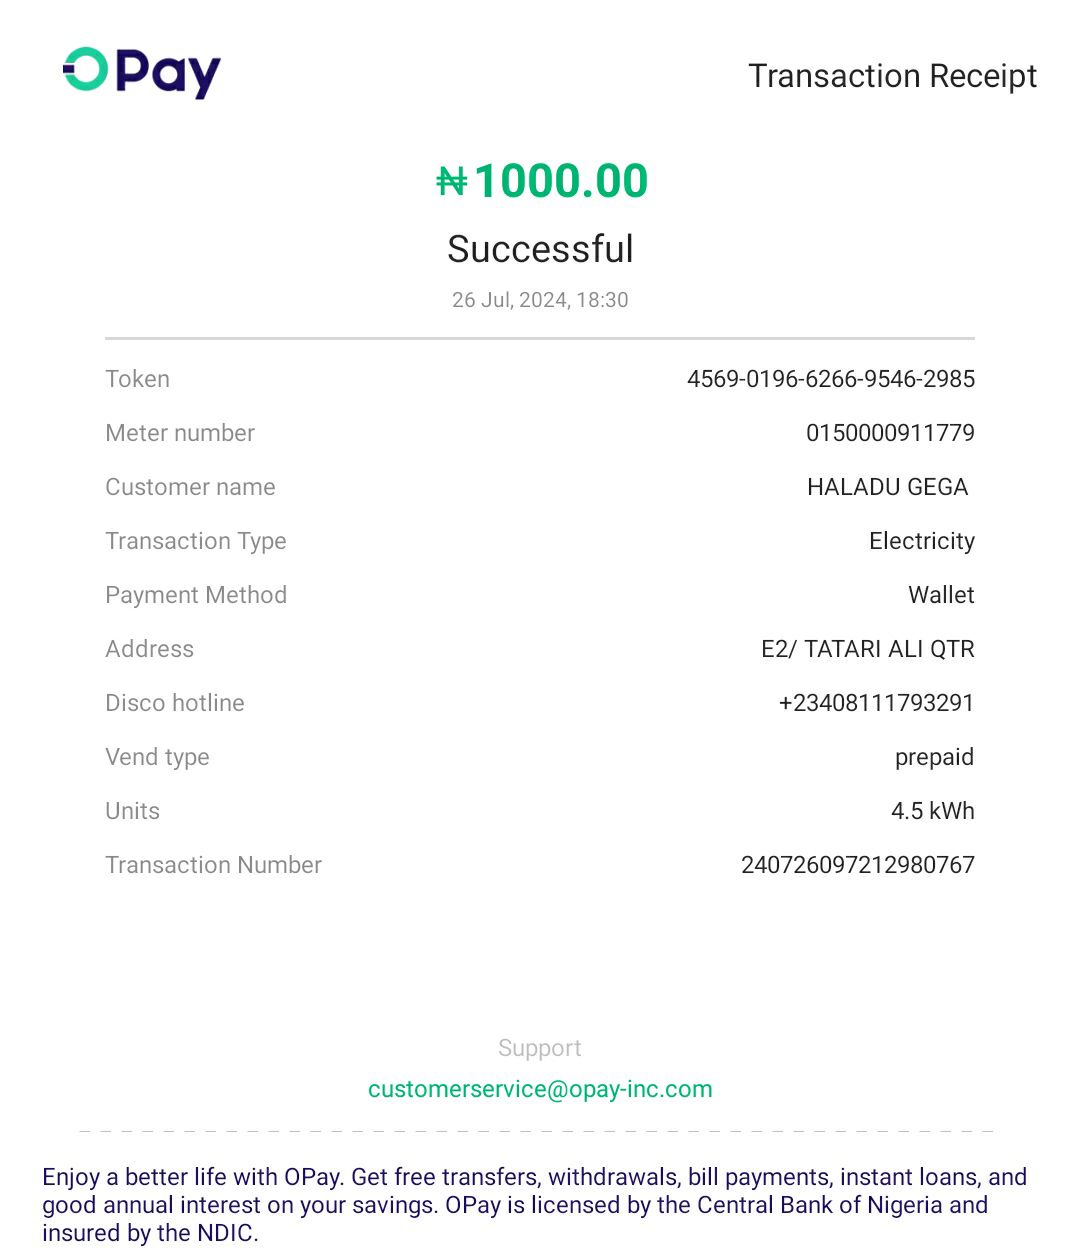 OPay
Transaction Receipt
₦1000.00
Successful
26 Jul, 2024, 18:30
Token 4569-0196-6266-9546-2985
Meter number 0150000911779
Customer name HALADU GEGA
Transaction Type Electricity
Payment Method Wallet
Address E2/ TATARI ALI QTR
Disco hotline +23408111793291
Vend type prepaid
Units 4.5 kWh
Transaction Number 240726097212980767
Support
customerservice@opay-inc.com
Enjoy a better life with OPay. Get free transfers, withdrawals, bill payments, instant loans, and
good annual interest on your savings. OPay is licensed by the Central Bank of Nigeria and
insured by the NDIC.